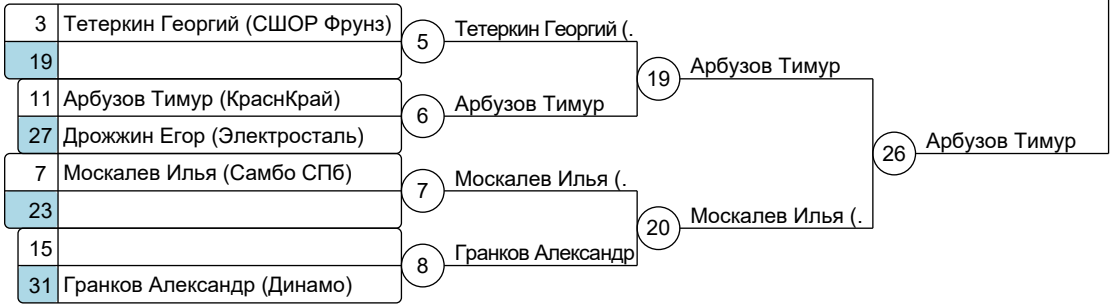 3 Тетеркин Георгий (СШОР Фрунз)
19
11 Арбузов Тимур (КраснКрай)
27 Дрожжин Егор (Электросталь)
7 Москалев Илья (Самбо СПб)
23
15
31 Гранков Александр (Динамо)
5
6
7
8
Тетеркин Георгий (.
Арбузов Тимур
Москалев Илья (.
Гранков Александр
19
20
Арбузов Тимур
Москалев Илья (.
26
Арбузов Тимур